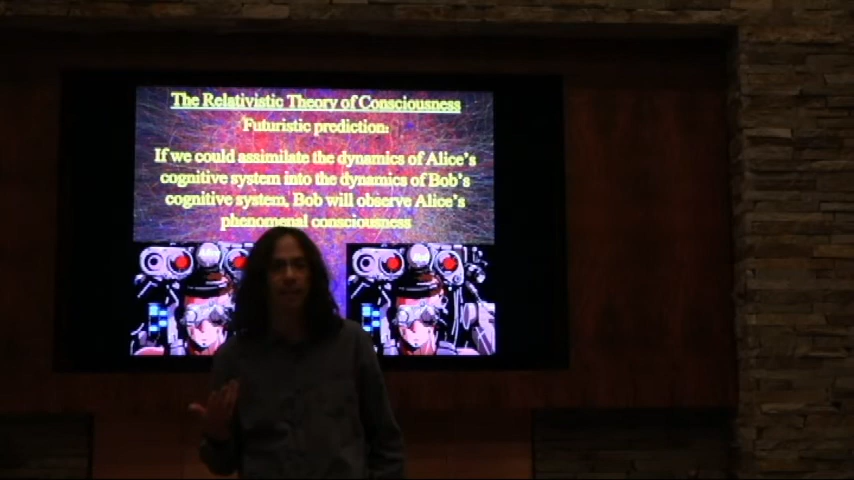 The Relativistic Theory of Consciousness
Futuristic prediction:
If we could assimilate the dynamics of Alice's
cognitive system into the dynamics of Bob's
cognitive system, Bob will observe Alice's
phenomenal consciousness